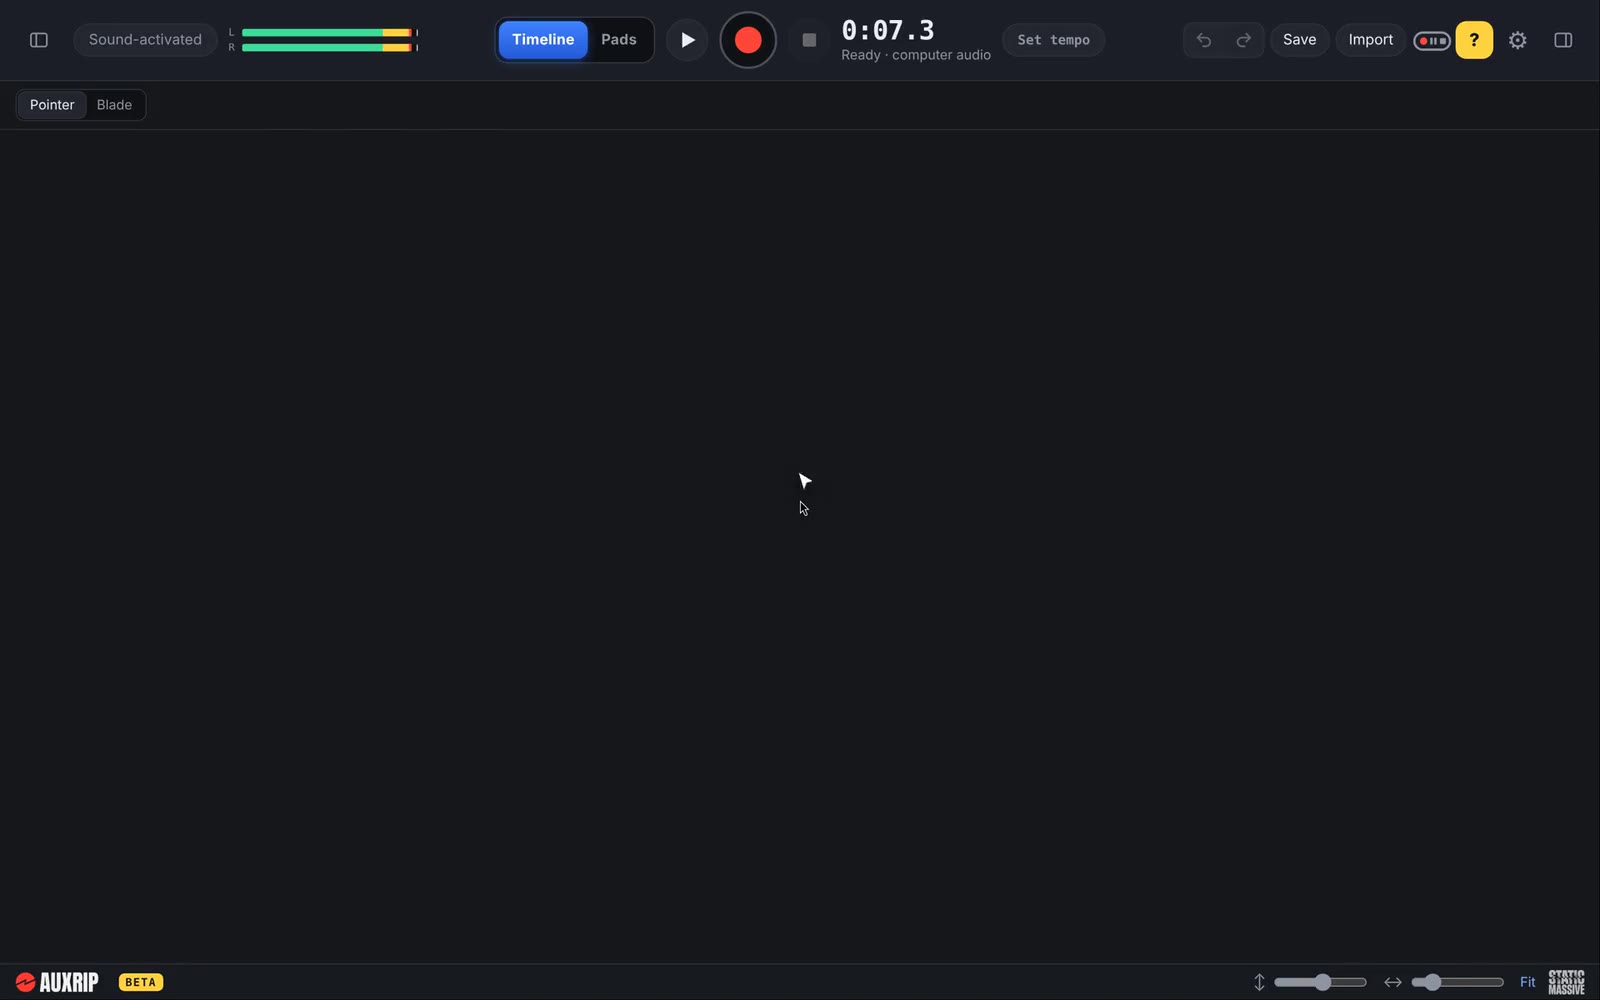 Sound-activated
L
R
Timeline
Pads
0:07.3
Ready · computer audio
Set tempo
Save
Import
?
Pointer
Blade
AUXRIP
BETA
Fit
STATIC
MASSIVE